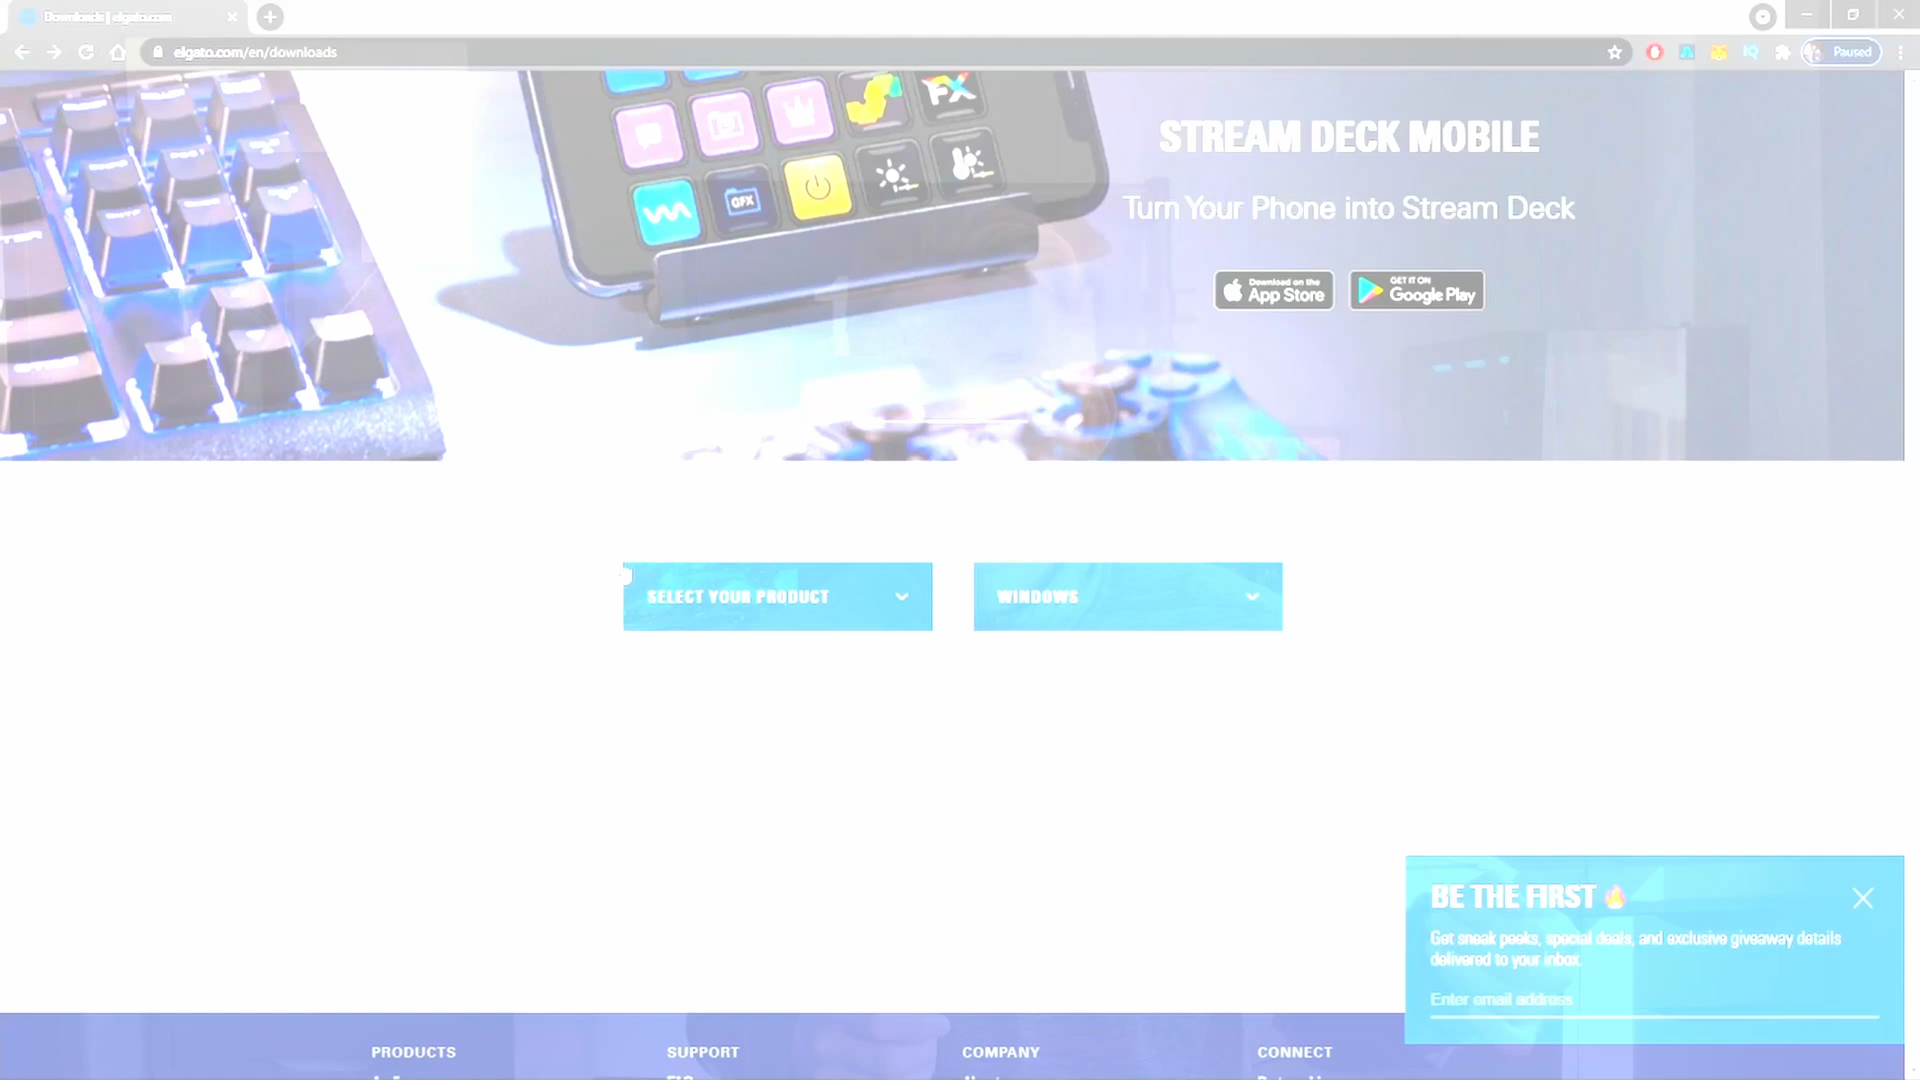 Downloads | elgato.com
elgato.com/en/downloads
Paused
STREAM DECK MOBILE
Turn Your Phone into Stream Deck
Download on the
App Store
GET IT ON
Google Play
GFX
FX
SELECT YOUR PRODUCT
WINDOWS
BE THE FIRST 🔥
Get sneak peeks, special deals, and exclusive giveaway details
delivered to your inbox.
Enter email address
PRODUCTS
SUPPORT
COMPANY
CONNECT